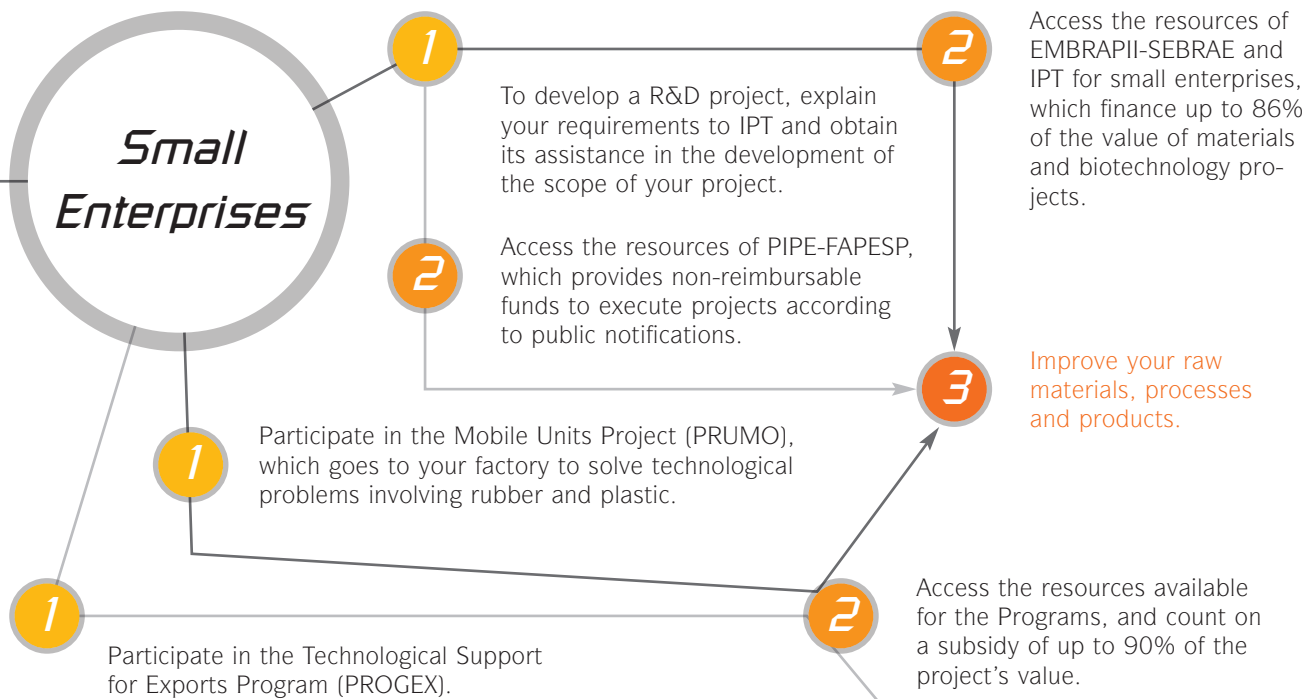 Small
Enterprises
1
To develop a R&D project, explain
your requirements to IPT and obtain
its assistance in the development of
the scope of your project.
2
Access the resources of
EMBRAPII-SEBRAE and
IPT for small enterprises,
which finance up to 86%
of the value of materials
and biotechnology pro-
jects.
2
Access the resources of PIPE-FAPESP,
which provides non-reimbursable
funds to execute projects according
to public notifications.
3
Improve your raw
materials, processes
and products.
1
Participate in the Mobile Units Project (PRUMO),
which goes to your factory to solve technological
problems involving rubber and plastic.
1
Participate in the Technological Support
for Exports Program (PROGEX).
2
Access the resources available
for the Programs, and count on
a subsidy of up to 90% of the
project's value.